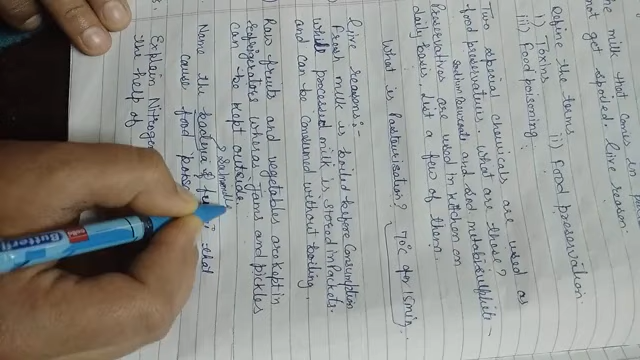 the milk that comes in
not get spoiled. Give reason.
Define the terms
i) Toxins ii) Food preservation.
iii) Food poisoning.
Two special chemicals are used as
food preservatives. What are these?
Sodium benzoate and Sod metabisulphite
Preservatives are used in kitchen on
daily basis. List a few of them.
What is Pasteurisation? 70°C for 15 min.
Give reasons:-
Fresh milk is boiled before consumption
while processed milk is stored in packets.
and can be consumed without boiling.
Raw fruits and vegetables are kept in
refrigerators whereas Jams and pickles
can be kept outside.
Name the bacteria that
cause food
Explain Nitrogen
the help of
Butterflow